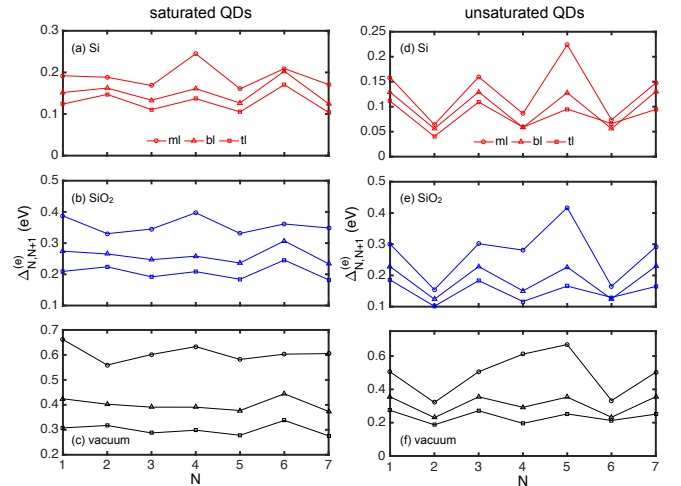 saturated QDs
unsaturated QDs
(a) Si
0.3
0.2
0.1
0
ml bl tl
(d) Si
0.25
0.2
0.15
0.1
0.05
0
ml bl tl
(b) SiO₂
0.5
0.4
0.3
0.2
0.1
Δ⁽ᵉ⁾N,N+1 (eV)
(e) SiO₂
0.5
0.4
0.3
0.2
0.1
Δ⁽ᵉ⁾N,N+1 (eV)
0.7
0.6
0.5
0.4
0.3
0.2
(c) vacuum
1 2 3 4 5 6 7
N
0.6
0.4
0.2
0
(f) vacuum
1 2 3 4 5 6 7
N